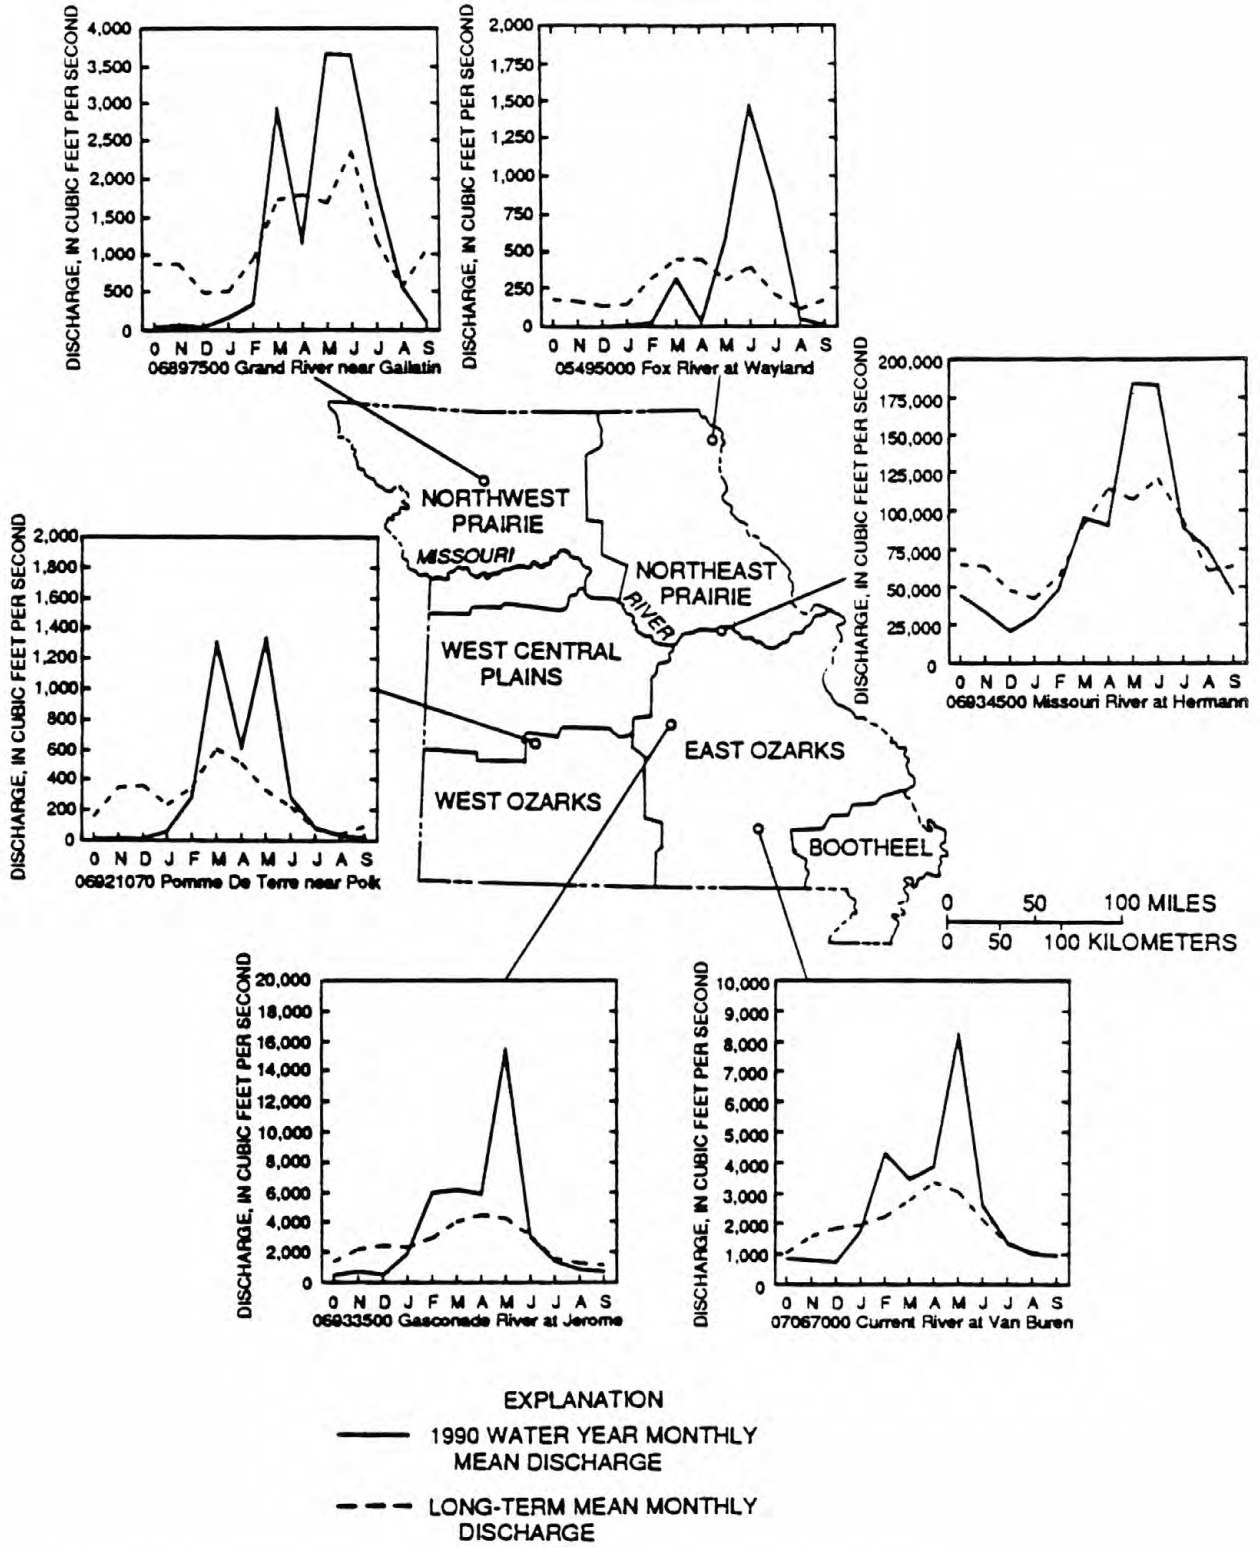 DISCHARGE, IN CUBIC FEET PER SECOND
4,000
3,500
3,000
2,500
2,000
1,500
1,000
500
0
O N D J F M A M J J A S
06897500 Grand River near Gallatin
DISCHARGE, IN CUBIC FEET PER SECOND
2,000
1,750
1,500
1,250
1,000
750
500
250
0
O N D J F M A M J J A S
05495000 Fox River at Wayland
DISCHARGE, IN CUBIC FEET PER SECOND
200,000
175,000
150,000
125,000
100,000
75,000
50,000
25,000
0
O N D J F M A M J J A S
06934500 Missouri River at Hermann
DISCHARGE, IN CUBIC FEET PER SECOND
2,000
1,800
1,600
1,400
1,200
1,000
800
600
400
200
0
O N D J F M A M J J A S
06921070 Pomme De Terre near Polk
NORTHWEST
PRAIRIE
MISSOURI
RIVER
NORTHEAST
PRAIRIE
WEST CENTRAL
PLAINS
EAST OZARKS
WEST OZARKS
BOOTHEEL
0 50 100 MILES
0 50 100 KILOMETERS
DISCHARGE, IN CUBIC FEET PER SECOND
20,000
18,000
16,000
14,000
12,000
10,000
8,000
6,000
4,000
2,000
0
O N D J F M A M J J A S
06933500 Gasconade River at Jerome
DISCHARGE, IN CUBIC FEET PER SECOND
10,000
9,000
8,000
7,000
6,000
5,000
4,000
3,000
2,000
1,000
0
O N D J F M A M J J A S
07067000 Current River at Van Buren
EXPLANATION
1990 WATER YEAR MONTHLY
MEAN DISCHARGE
LONG-TERM MEAN MONTHLY
DISCHARGE